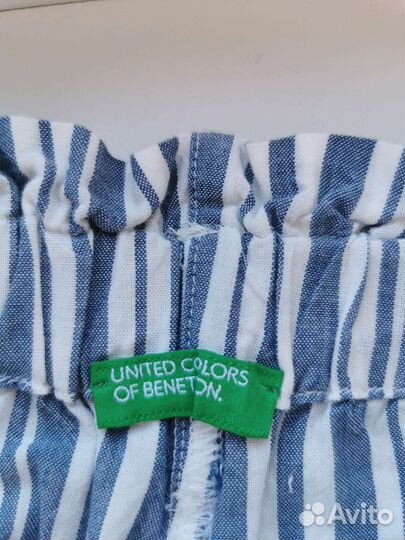 UNITED COLORS
OF BENETTON.
Avito